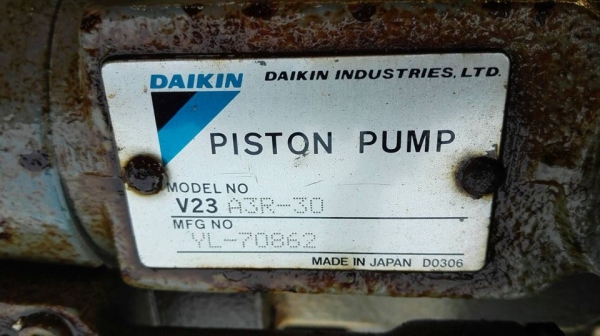 DAIKIN DAIKIN INDUSTRIES, LTD.
PISTON PUMP
MODEL NO
V23 A3R-30
MFG NO
YL-70862
MADE IN JAPAN D0306